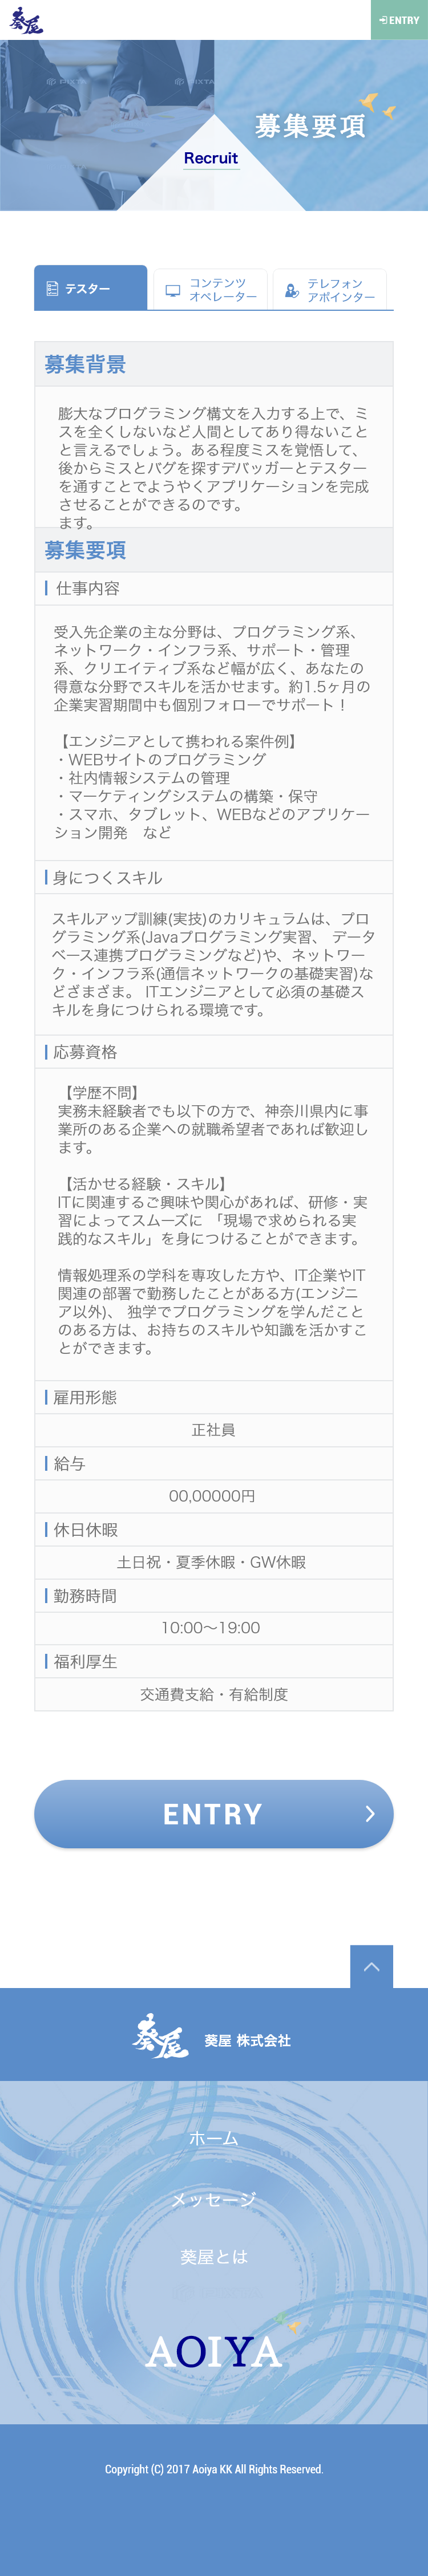 葵屋
ENTRY
PIXTA
PIXTA
募集要項
Recruit
テスター
コンテンツ
オペレーター
テレフォン
アポインター
募集背景
膨大なプログラミング構文を入力する上で、ミ
スを全くしないなど人間としてあり得ないこと
と言えるでしょう。ある程度ミスを覚悟して、
後からミスとバグを探すデバッガーとテスター
を通すことでようやくアプリケーションを完成
させることができるのです。
ます。
募集要項
仕事内容
受入先企業の主な分野は、プログラミング系、
ネットワーク・インフラ系、サポート・管理
系、クリエイティブ系など幅が広く、あなたの
得意な分野でスキルを活かせます。約1.5ヶ月の
企業実習期間中も個別フォローでサポート！
【エンジニアとして携われる案件例】
・WEBサイトのプログラミング
・社内情報システムの管理
・マーケティングシステムの構築・保守
・スマホ、タブレット、WEBなどのアプリケー
ション開発　など
身につくスキル
スキルアップ訓練(実技)のカリキュラムは、プロ
グラミング系(Javaプログラミング実習、 データ
ベース連携プログラミングなど)や、ネットワー
ク・インフラ系(通信ネットワークの基礎実習)な
どざまざま。 ITエンジニアとして必須の基礎ス
キルを身につけられる環境です。
応募資格
【学歴不問】
実務未経験者でも以下の方で、神奈川県内に事
業所のある企業への就職希望者であれば歓迎し
ます。
【活かせる経験・スキル】
ITに関連するご興味や関心があれば、研修・実
習によってスムーズに 「現場で求められる実
践的なスキル」を身につけることができます。
情報処理系の学科を専攻した方や、IT企業やIT
関連の部署で勤務したことがある方(エンジニ
ア以外)、 独学でプログラミングを学んだこと
のある方は、お持ちのスキルや知識を活かすこ
とができます。
雇用形態
正社員
給与
00,00000円
休日休暇
土日祝・夏季休暇・GW休暇
勤務時間
10:00〜19:00
福利厚生
交通費支給・有給制度
ENTRY
葵屋 葵屋 株式会社
ホーム
メッセージ
葵屋とは
AOIYA
Copyright (C) 2017 Aoiya KK All Rights Reserved.